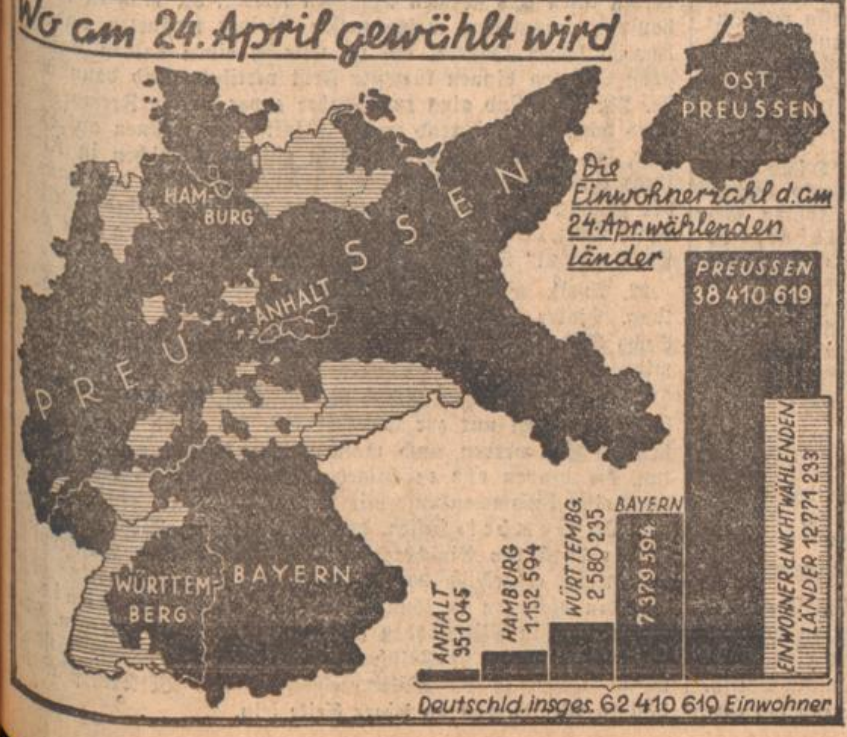 Wo am 24. April gewählt wird
OST
PREUSSEN
HAM-
BURG
PREUSSEN
ANHALT
WÜRTTEM-
BERG
BAYERN
Die
Einwohnerzahl d. am
24. Apr. wählenden
Länder
ANHALT
351 045
HAMBURG
1 152 594
WÜRTTEMBG.
2 580 235
BAYERN
7 379 594
PREUSSEN
38 410 619
EINWOHNER d. NICHTWÄHLENDEN
LÄNDER 12 771 233
Deutschld. insges. 62 410 619 Einwohner